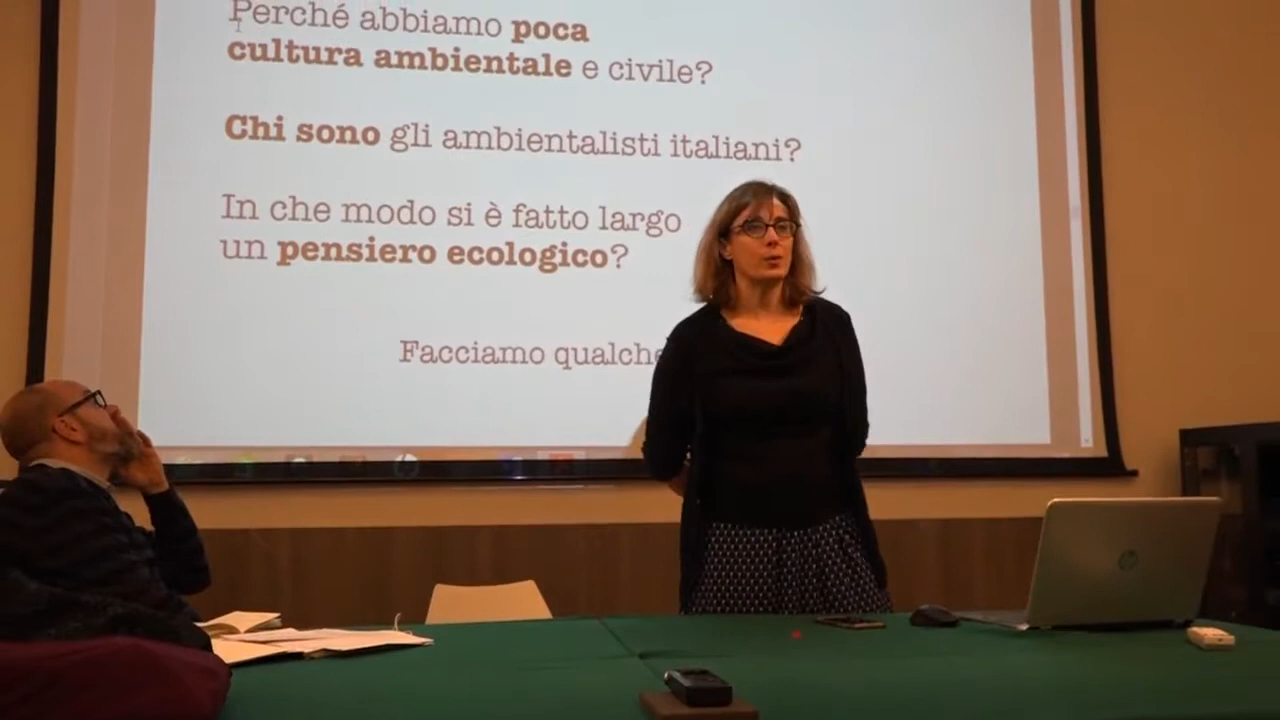 Perché abbiamo poca
cultura ambientale e civile?
Chi sono gli ambientalisti italiani?
In che modo si è fatto largo
un pensiero ecologico?
Facciamo qualche